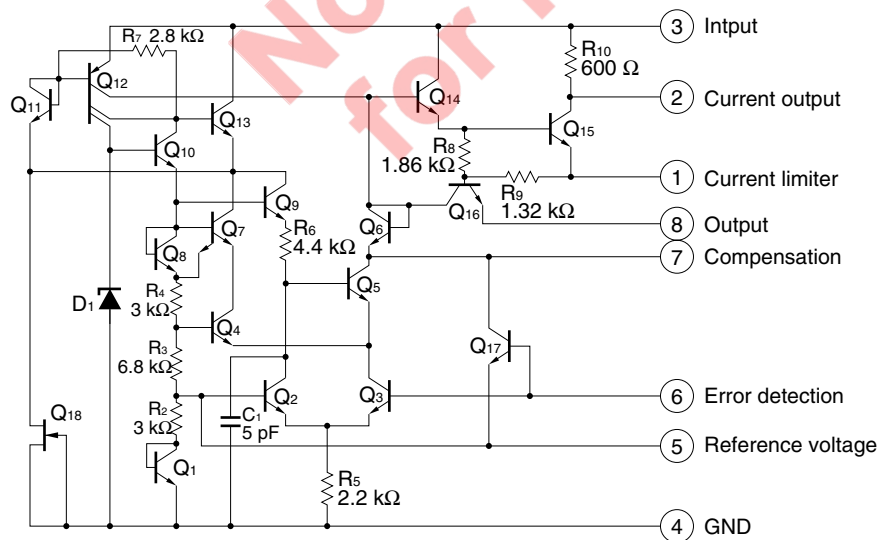 No
for
R7 2.8 kΩ
3 Intput
R10
600 Ω
Q12
Q11
Q14
2 Current output
Q13
Q15
R8
1.86 kΩ
Q10
1 Current limiter
R9
1.32 kΩ
Q16
Q9
8 Output
Q7
R6
4.4 kΩ
Q6
Q8
7 Compensation
R4
3 kΩ
Q5
D1
Q4
R3
6.8 kΩ
Q17
Q2
Q3
6 Error detection
R2
3 kΩ
C1
5 pF
Q18
5 Reference voltage
Q1
R5
2.2 kΩ
4 GND